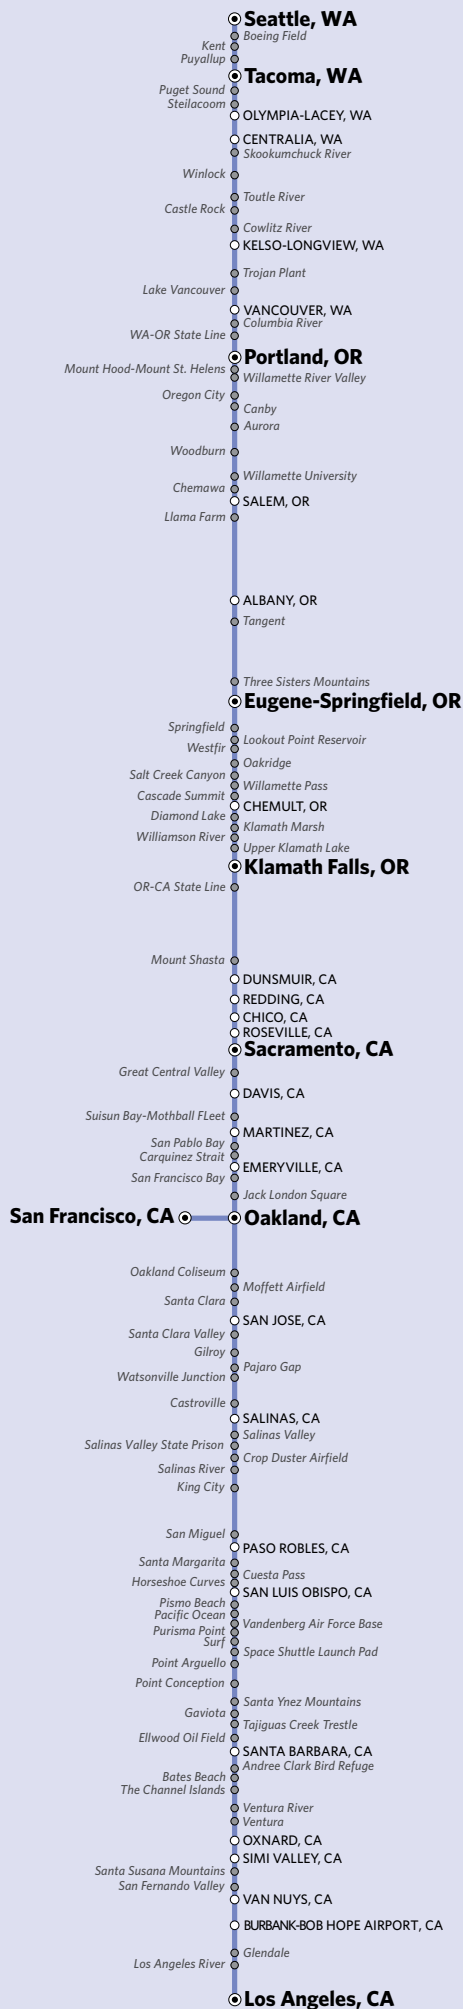 Seattle, WA
Boeing Field
Kent
Puyallup
Tacoma, WA
Puget Sound
Steilacoom
OLYMPIA-LACEY, WA
CENTRALIA, WA
Skookumchuck River
Winlock
Toutle River
Castle Rock
Cowlitz River
KELSO-LONGVIEW, WA
Trojan Plant
Lake Vancouver
VANCOUVER, WA
Columbia River
WA-OR State Line
Portland, OR
Mount Hood-Mount St. Helens
Willamette River Valley
Oregon City
Canby
Aurora
Woodburn
Willamette University
Chemawa
SALEM, OR
Llama Farm
ALBANY, OR
Tangent
Three Sisters Mountains
Eugene-Springfield, OR
Springfield
Lookout Point Reservoir
Westfir
Oakridge
Salt Creek Canyon
Willamette Pass
Cascade Summit
CHEMULT, OR
Diamond Lake
Klamath Marsh
Williamson River
Upper Klamath Lake
Klamath Falls, OR
OR-CA State Line
Mount Shasta
DUNSMUIR, CA
REDDING, CA
CHICO, CA
ROSEVILLE, CA
Sacramento, CA
Great Central Valley
DAVIS, CA
Suisun Bay-Mothball FLeet
MARTINEZ, CA
San Pablo Bay
Carquinez Strait
EMERYVILLE, CA
San Francisco Bay
Jack London Square
San Francisco, CA
Oakland, CA
Oakland Coliseum
Moffett Airfield
Santa Clara
SAN JOSE, CA
Santa Clara Valley
Gilroy
Pajaro Gap
Watsonville Junction
Castroville
SALINAS, CA
Salinas Valley
Salinas Valley State Prison
Crop Duster Airfield
Salinas River
King City
San Miguel
PASO ROBLES, CA
Santa Margarita
Cuesta Pass
Horseshoe Curves
SAN LUIS OBISPO, CA
Pismo Beach
Pacific Ocean
Vandenberg Air Force Base
Purisma Point
Surf
Space Shuttle Launch Pad
Point Arguello
Point Conception
Santa Ynez Mountains
Gaviota
Tajiguas Creek Trestle
Ellwood Oil Field
SANTA BARBARA, CA
Andree Clark Bird Refuge
Bates Beach
The Channel Islands
Ventura River
Ventura
OXNARD, CA
SIMI VALLEY, CA
Santa Susana Mountains
San Fernando Valley
VAN NUYS, CA
BURBANK-BOB HOPE AIRPORT, CA
Glendale
Los Angeles River
Los Angeles, CA